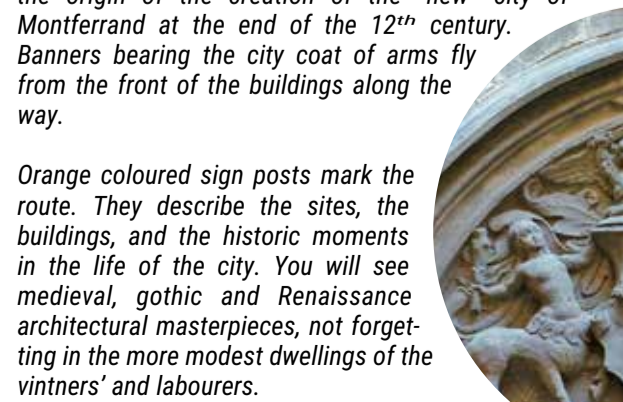 the origin of the creation of the "new" city of
Montferrand at the end of the 12ᵗʰ century.
Banners bearing the city coat of arms fly
from the front of the buildings along the
way.
Orange coloured sign posts mark the
route. They describe the sites, the
buildings, and the historic moments
in the life of the city. You will see
medieval, gothic and Renaissance
architectural masterpieces, not forget-
ting in the more modest dwellings of the
vintners' and labourers.